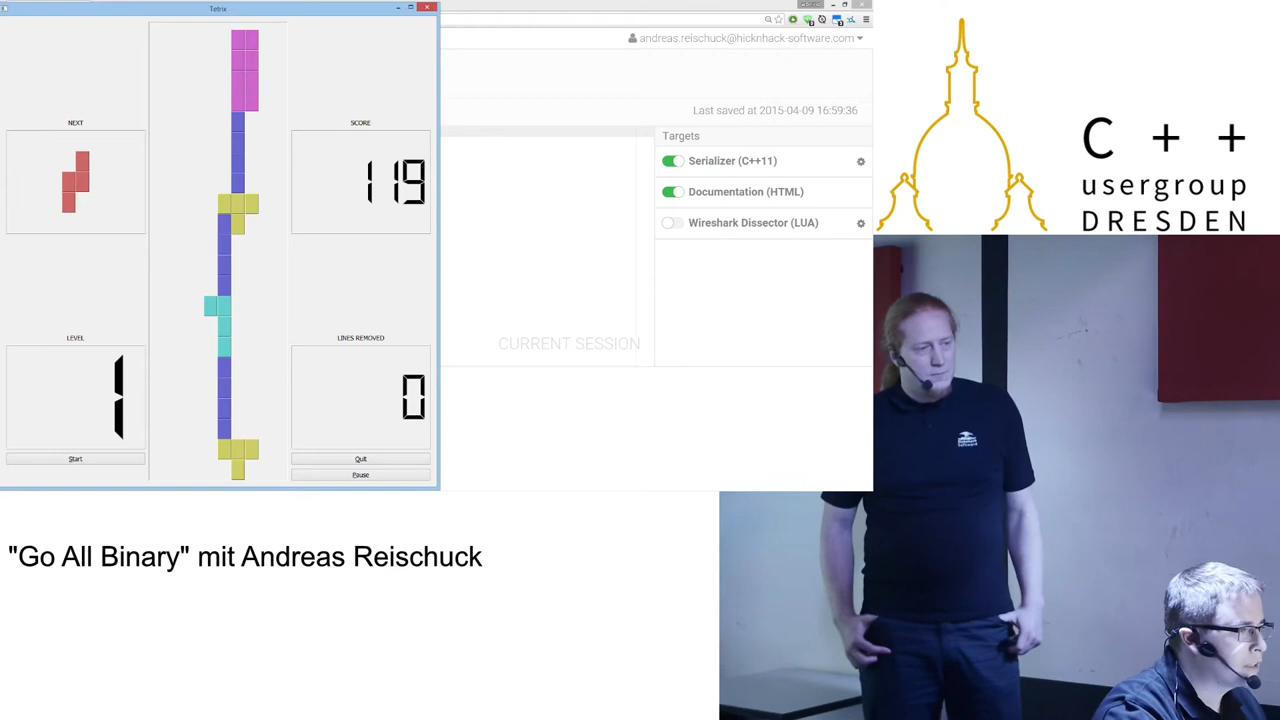 Tetrix
NEXT
SCORE
119
LEVEL
1
LINES REMOVED
0
Start
Quit
Pause
andreas.reischuck@hicknhack-software.com
Last saved at 2015-04-09 16:59:36
Targets
Serializer (C++11)
Documentation (HTML)
Wireshark Dissector (LUA)
CURRENT SESSION
C + +
usergroup
DRESDEN
"Go All Binary" mit Andreas Reischuck